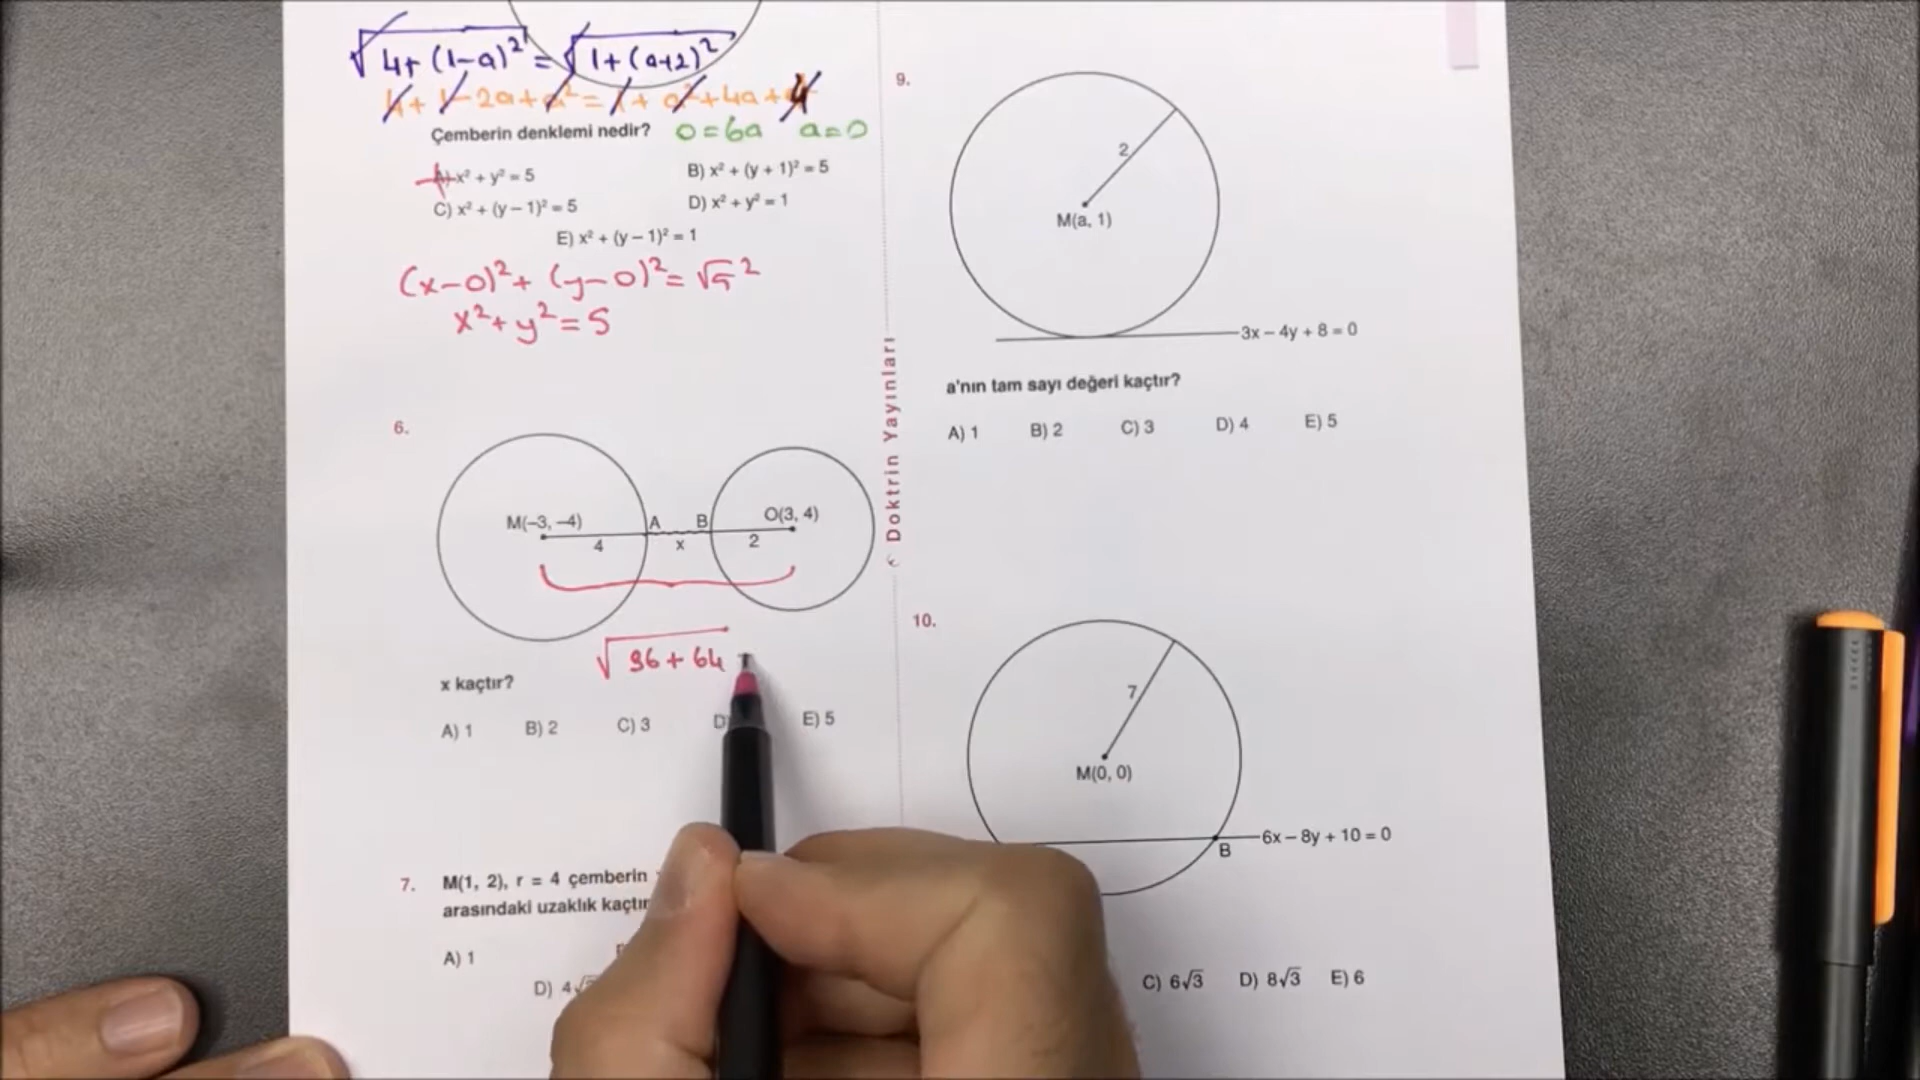 √4+(1-a)² = √1+(a+2)²
4+1-2a+a² = 1+a²+4a+4
Çemberin denklemi nedir? 0=6a a=0
A) x² + y² = 5 B) x² + (y + 1)² = 5
C) x² + (y – 1)² = 5 D) x² + y² = 1
E) x² + (y – 1)² = 1
(x-0)²+ (y-0)²= √5²
x²+y²=5
6.
M(–3, –4) A B O(3, 4)
4 x 2
√36+64
x kaçtır?
A) 1 B) 2 C) 3 D) E) 5
7. M(1, 2), r = 4 çemberin
arasındaki uzaklık
A) 1
D) 4√
Doktrin Yayınları
9.
2
M(a, 1)
3x – 4y + 8 = 0
a'nın tam sayı değeri kaçtır?
A) 1 B) 2 C) 3 D) 4 E) 5
10.
7
M(0, 0)
6x – 8y + 10 = 0
B
C) 6√3 D) 8√3 E) 6